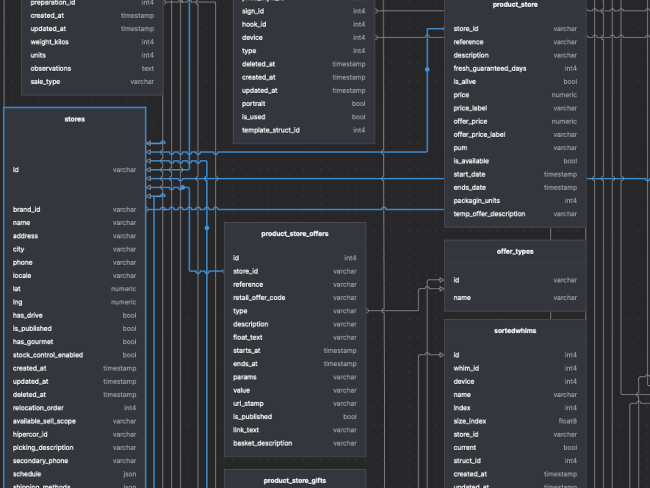 preparation_id int4
created_at timestamp
updated_at timestamp
weight_kilos int4
units int4
observations text
sale_type varchar
stores
id varchar
brand_id varchar
name varchar
address varchar
city varchar
phone varchar
locale varchar
lat numeric
lng numeric
has_drive bool
is_published bool
has_gourmet bool
stock_control_enabled bool
created_at timestamp
updated_at timestamp
deleted_at timestamp
relocation_order int4
available_sell_scope varchar
hipercor_id varchar
picking_description varchar
secondary_phone varchar
schedule json
shipping_methods json
sign_id int4
hook_id int4
device int4
type int4
deleted_at timestamp
created_at timestamp
updated_at timestamp
portrait bool
is_used bool
template_struct_id int4
product_store_offers
id int4
store_id varchar
reference varchar
retail_offer_code varchar
type varchar
description varchar
float_text varchar
starts_at timestamp
ends_at timestamp
params varchar
value varchar
url_stamp varchar
is_published bool
link_text varchar
basket_description varchar
product_store_gifts
product_store
store_id varchar
reference varchar
description varchar
fresh_guaranteed_days int4
is_alive bool
price numeric
price_label varchar
offer_price numeric
offer_price_label varchar
pum varchar
is_available bool
start_date timestamp
ends_date timestamp
packagin_units int4
temp_offer_description varchar
offer_types
id varchar
name varchar
sortedwhims
id int4
whim_id int4
device int4
name varchar
index int4
size_index float8
store_id varchar
current bool
struct_id int4
created_at timestamp
updated_at timestamp